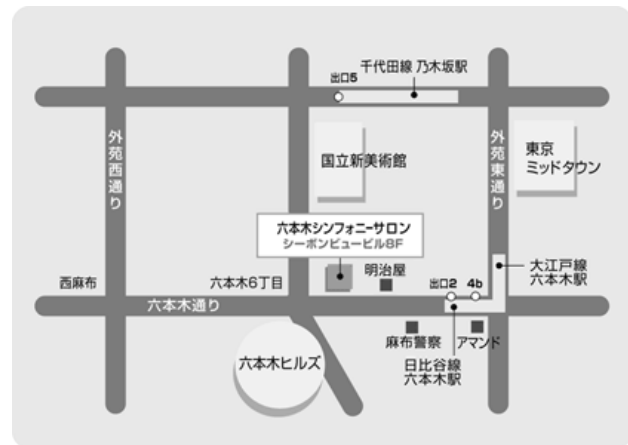 千代田線 乃木坂駅
出口5
外苑西通り
外苑東通り
国立新美術館
東京
ミッドタウン
六本木シンフォニーサロン
シーボンビュービル8F
西麻布
六本木6丁目
明治屋
出口2
4b
大江戸線
六本木駅
六本木通り
麻布警察
アマンド
六本木ヒルズ
日比谷線
六本木駅